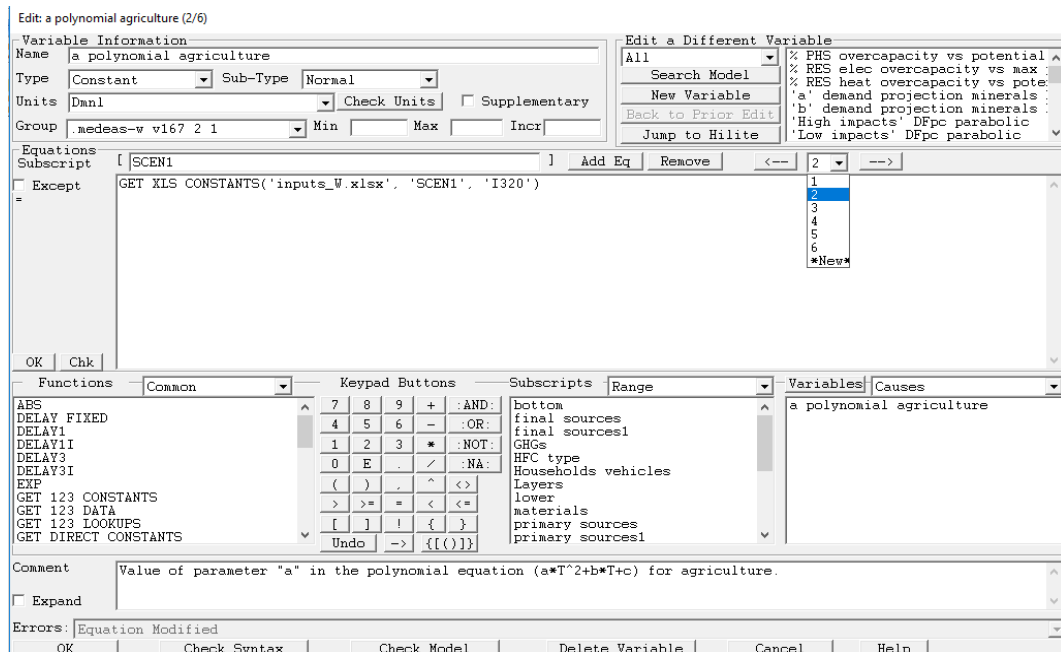 Edit: a polynomial agriculture (2/6)
Variable Information
Name a polynomial agriculture
Type Constant Sub-Type Normal
Units Dmnl Check Units Supplementary
Group .medeas-w v167 2 1 Min Max Incr
Edit a Different Variable
All
Search Model
New Variable
Back to Prior Edit
Jump to Hilite
% PHS overcapacity vs potential
% RES elec overcapacity vs max
% RES heat overcapacity vs pote
'a' demand projection minerals
'b' demand projection minerals
'High impacts' DFpc parabolic
'Low impacts' DFpc parabolic
Equations
Subscript [ SCEN1 ] Add Eq Remove <-- 2 -->
Except
=
GET XLS CONSTANTS('inputs_W.xlsx', 'SCEN1', 'I320')
1
2
3
4
5
6
*New*
OK Chk
Functions Common
ABS
DELAY FIXED
DELAY1
DELAY1I
DELAY3
DELAY3I
EXP
GET 123 CONSTANTS
GET 123 DATA
GET 123 LOOKUPS
GET DIRECT CONSTANTS
Keypad Buttons
7 8 9 + :AND:
4 5 6 - :OR:
1 2 3 * :NOT:
0 E . / :NA:
( ) , ^ <>
> >= = < <=
[ ] ! { }
Undo -> {[()]}
Subscripts Range
bottom
final sources
final sources1
GHGs
HFC type
Households vehicles
Layers
lower
materials
primary sources
primary sources1
Variables Causes
a polynomial agriculture
Comment
Value of parameter "a" in the polynomial equation (a*T^2+b*T+c) for agriculture.
Expand
Errors: Equation Modified
OK Check Syntax Check Model Delete Variable Cancel Help